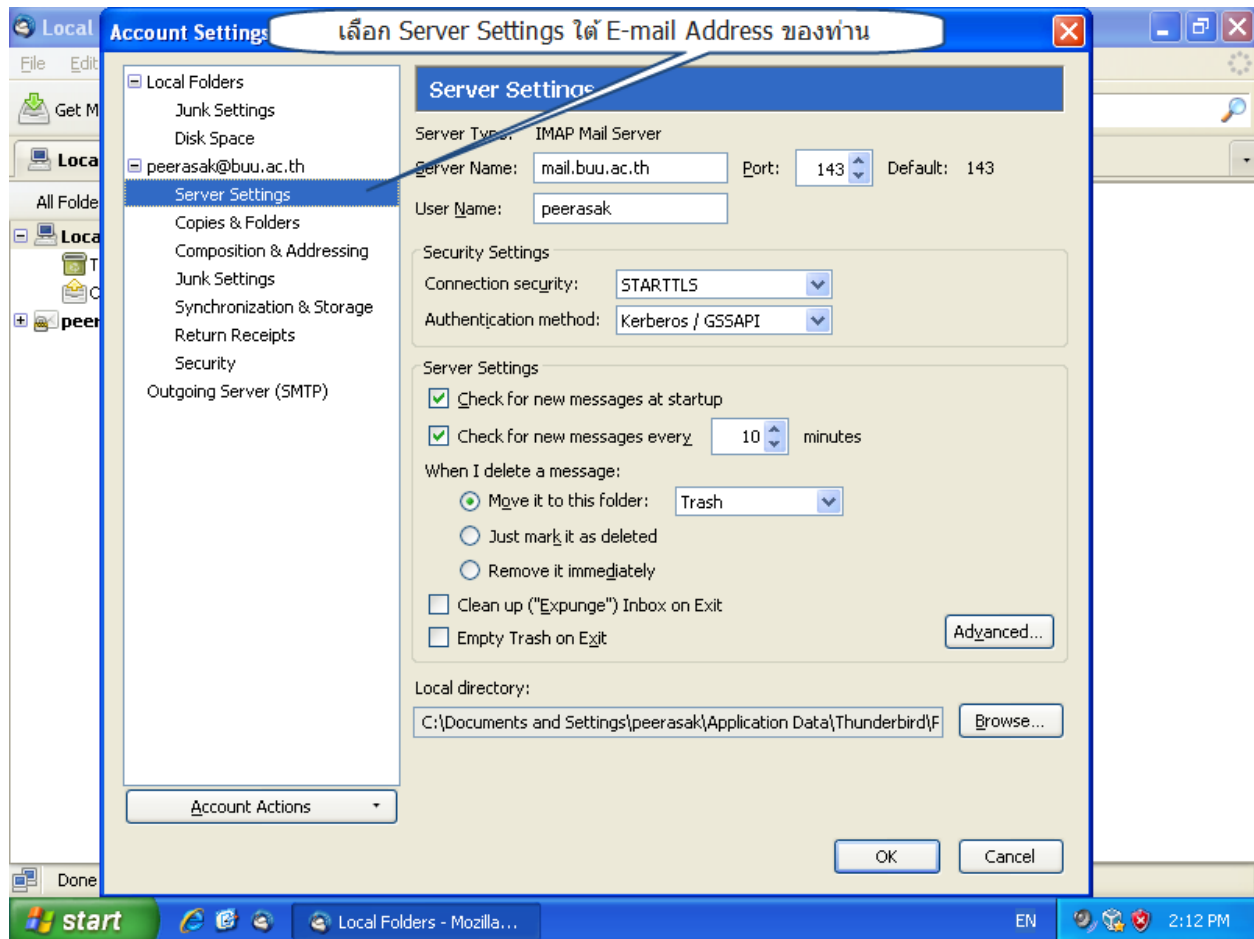 Local
Account Settings
เลือก Server Settings ใต้ E-mail Address ของท่าน
File Edit
Get M
Loca
All Folde
Loca
T
peer
Local Folders
Junk Settings
Disk Space
peerasak@buu.ac.th
Server Settings
Copies & Folders
Composition & Addressing
Junk Settings
Synchronization & Storage
Return Receipts
Security
Outgoing Server (SMTP)
Account Actions
Server Settings
Server Type: IMAP Mail Server
Server Name: mail.buu.ac.th Port: 143 Default: 143
User Name: peerasak
Security Settings
Connection security: STARTTLS
Authentication method: Kerberos / GSSAPI
Server Settings
Check for new messages at startup
Check for new messages every 10 minutes
When I delete a message:
Move it to this folder: Trash
Just mark it as deleted
Remove it immediately
Clean up ("Expunge") Inbox on Exit
Empty Trash on Exit
Advanced...
Local directory:
C:\Documents and Settings\peerasak\Application Data\Thunderbird\F Browse...
OK Cancel
Done
start Local Folders - Mozilla... EN 2:12 PM